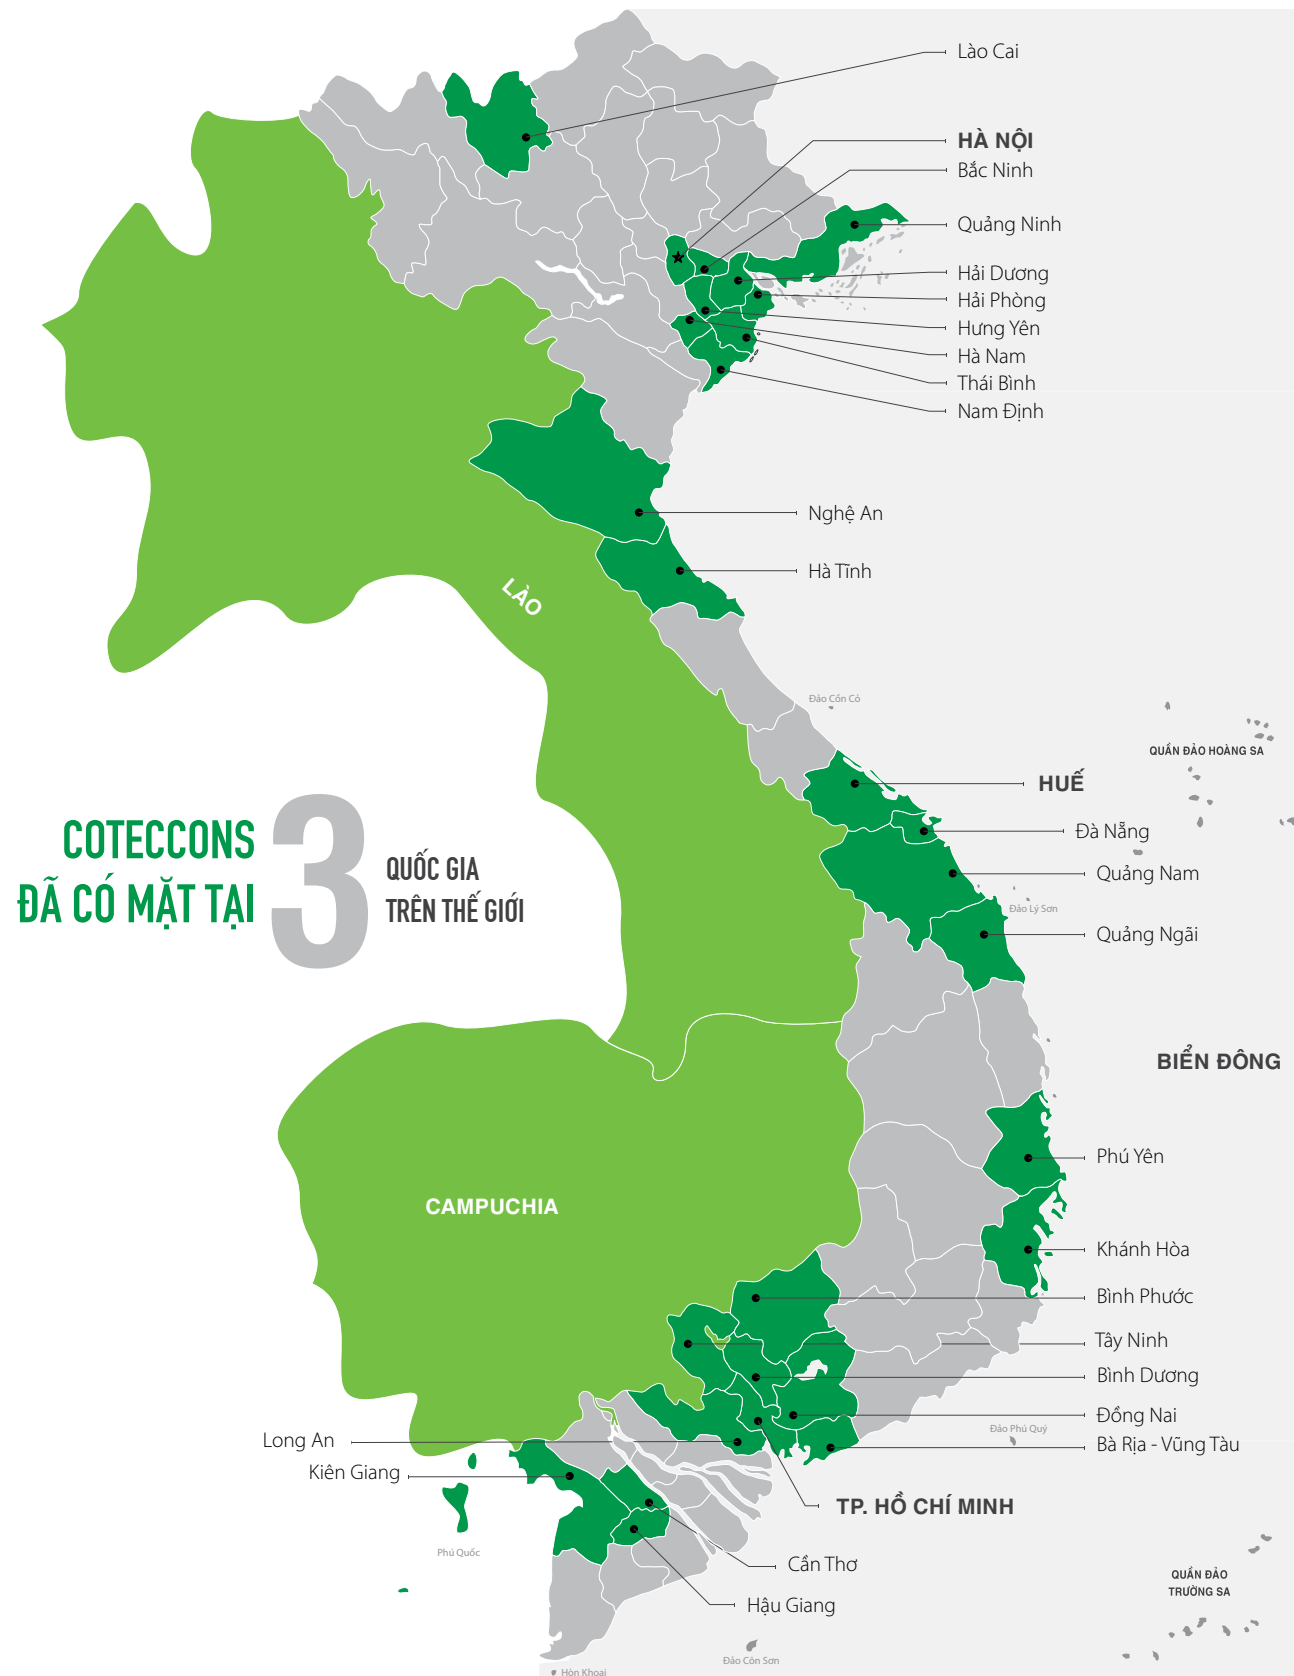 Lào Cai
HÀ NỘI
Bắc Ninh
Quảng Ninh
Hải Dương
Hải Phòng
Hưng Yên
Hà Nam
Thái Bình
Nam Định
Nghệ An
Hà Tĩnh
LÀO
Đảo Cồn Cỏ
QUẦN ĐẢO HOÀNG SA
HUẾ
Đà Nẵng
Quảng Nam
Đảo Lý Sơn
Quảng Ngãi
COTECCONS
ĐÃ CÓ MẶT TẠI
3
QUỐC GIA
TRÊN THẾ GIỚI
BIỂN ĐÔNG
Phú Yên
CAMPUCHIA
Khánh Hòa
Bình Phước
Tây Ninh
Bình Dương
Đồng Nai
Đảo Phú Quý
Bà Rịa - Vũng Tàu
Long An
Kiên Giang
TP. HỒ CHÍ MINH
Phú Quốc
Cần Thơ
QUẦN ĐẢO
TRƯỜNG SA
Hậu Giang
Đảo Côn Sơn
Hòn Khoai